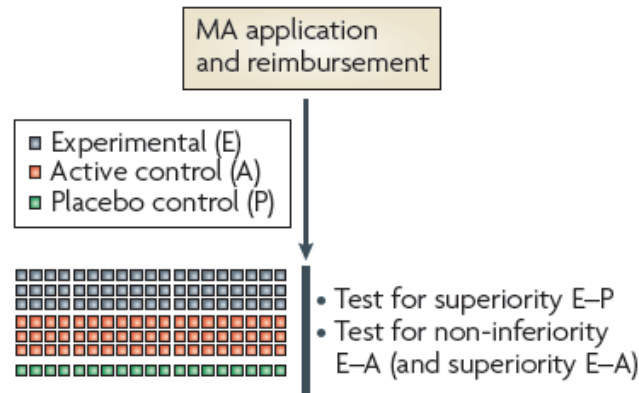 MA application
and reimbursement
Experimental (E)
Active control (A)
Placebo control (P)
• Test for superiority E–P
• Test for non-inferiority
E–A (and superiority E–A)